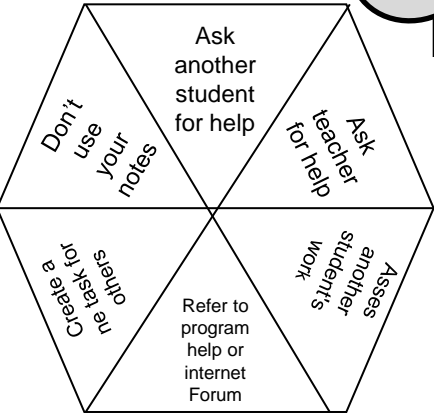 Ask
another
student
for help
Ask
teacher
for help
Asses
another
student's
work
Refer to
program
help or
internet
Forum
Create a
ne task for
others
Don't
use
your
notes